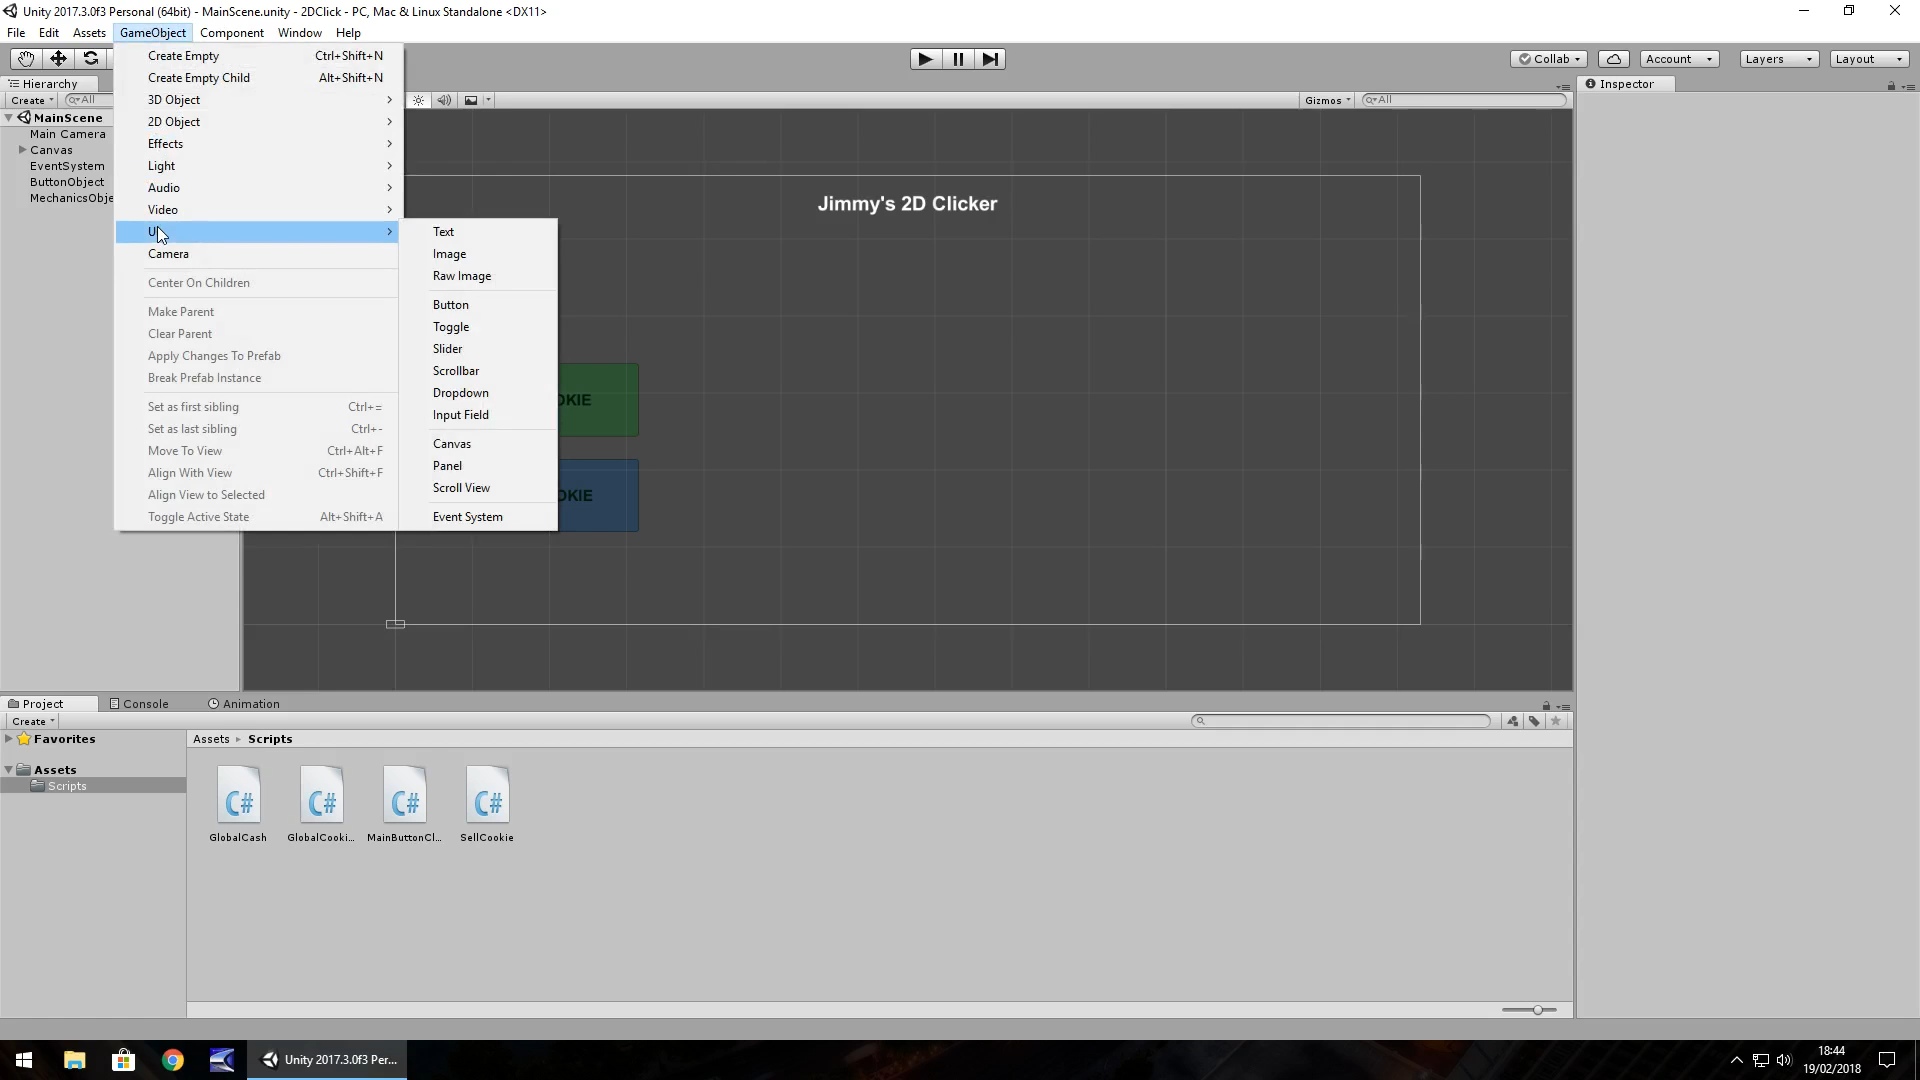 Unity 2017.3.0f3 Personal (64bit) - MainScene.unity - 2DClick - PC, Mac & Linux Standalone <DX11>
File Edit Assets GameObject Component Window Help
Create Empty Ctrl+Shift+N
Create Empty Child Alt+Shift+N
3D Object
2D Object
Effects
Light
Audio
Video
Camera
Center On Children
Make Parent
Clear Parent
Apply Changes To Prefab
Break Prefab Instance
Set as first sibling Ctrl+=
Set as last sibling Ctrl+-
Move To View Ctrl+Alt+F
Align With View Ctrl+Shift+F
Align View to Selected
Toggle Active State Alt+Shift+A
Text
Image
Raw Image
Button
Toggle
Slider
Scrollbar
Dropdown
Input Field
Canvas
Panel
Scroll View
Event System
Collab Account Layers Layout
Hierarchy
Create All
MainScene
Main Camera
Canvas
EventSystem
ButtonObject
MechanicsObje
Gizmos All
Jimmy's 2D Clicker
OKIE
OKIE
Inspector
Project Console Animation
Create
Favorites
Assets
Scripts
Assets Scripts
C# C# C# C#
GlobalCash GlobalCooki... MainButtonCl... SellCookie
Unity 2017.3.0f3 Per...
18:44
19/02/2018